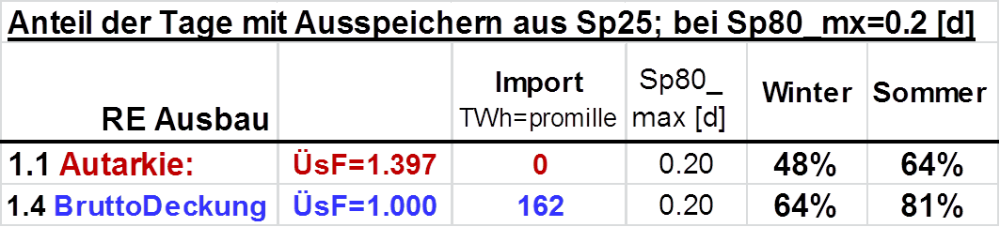 Anteil der Tage mit Ausspeichern aus Sp25; bei Sp80_mx=0.2 [d]
RE Ausbau Import TWh=promille Sp80_ max [d] Winter Sommer
1.1 Autarkie: ÜsF=1.397 0 0.20 48% 64%
1.4 BruttoDeckung ÜsF=1.000 162 0.20 64% 81%